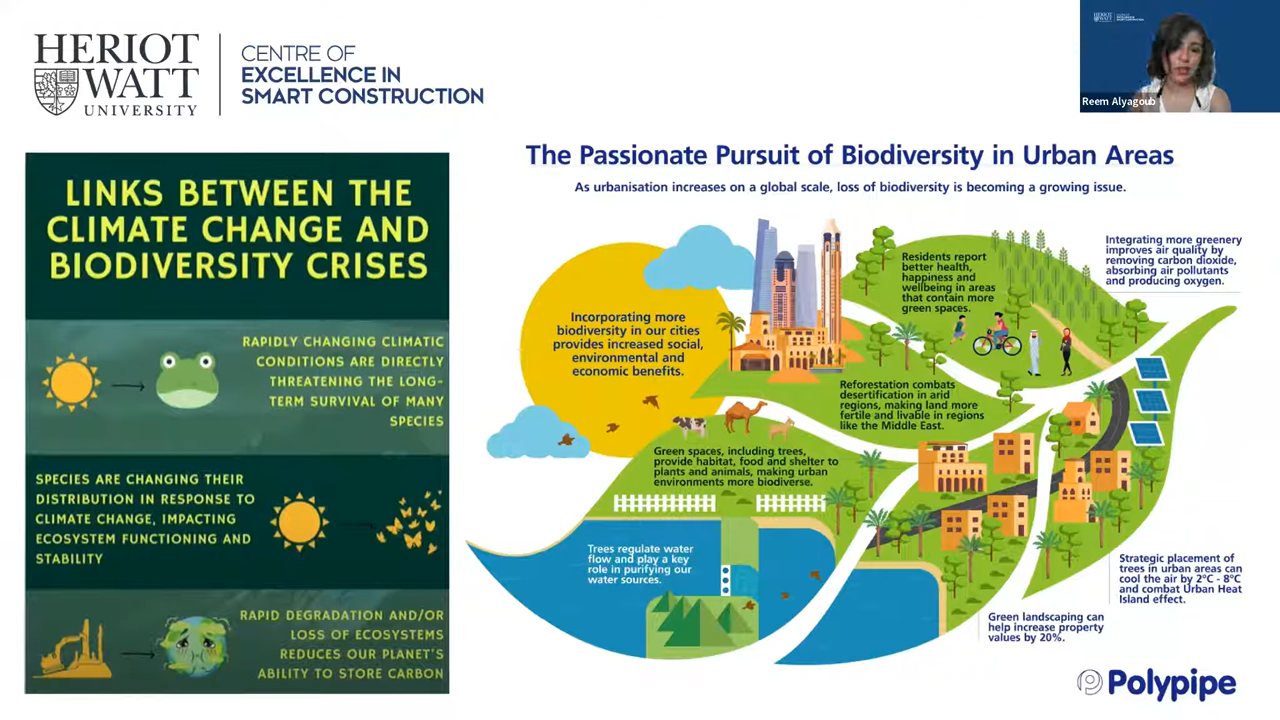 HERIOT
WATT
UNIVERSITY
CENTRE OF
EXCELLENCE IN
SMART CONSTRUCTION
Reem Alyagoub
LINKS BETWEEN THE
CLIMATE CHANGE AND
BIODIVERSITY CRISES
RAPIDLY CHANGING CLIMATIC
CONDITIONS ARE DIRECTLY
THREATENING THE LONG-
TERM SURVIVAL OF MANY
SPECIES
SPECIES ARE CHANGING THEIR
DISTRIBUTION IN RESPONSE TO
CLIMATE CHANGE, IMPACTING
ECOSYSTEM FUNCTIONING AND
STABILITY
RAPID DEGRADATION AND/OR
LOSS OF ECOSYSTEMS
REDUCES OUR PLANET'S
ABILITY TO STORE CARBON
The Passionate Pursuit of Biodiversity in Urban Areas
As urbanisation increases on a global scale, loss of biodiversity is becoming a growing issue.
Incorporating more
biodiversity in our cities
provides increased social,
environmental and
economic benefits.
Residents report
better health,
happiness and
wellbeing in areas
that contain more
green spaces.
Integrating more greenery
improves air quality by
removing carbon dioxide,
absorbing air pollutants
and producing oxygen.
Reforestation combats
desertification in arid
regions, making land more
fertile and livable in regions
like the Middle East.
Green spaces, including trees,
provide habitat, food and shelter to
plants and animals, making urban
environments more biodiverse.
Trees regulate water
flow and play a key
role in purifying our
water sources.
Strategic placement of
trees in urban areas can
cool the air by 2°C - 8°C
and combat Urban Heat
Island effect.
Green landscaping can
help increase property
values by 20%.
Polypipe